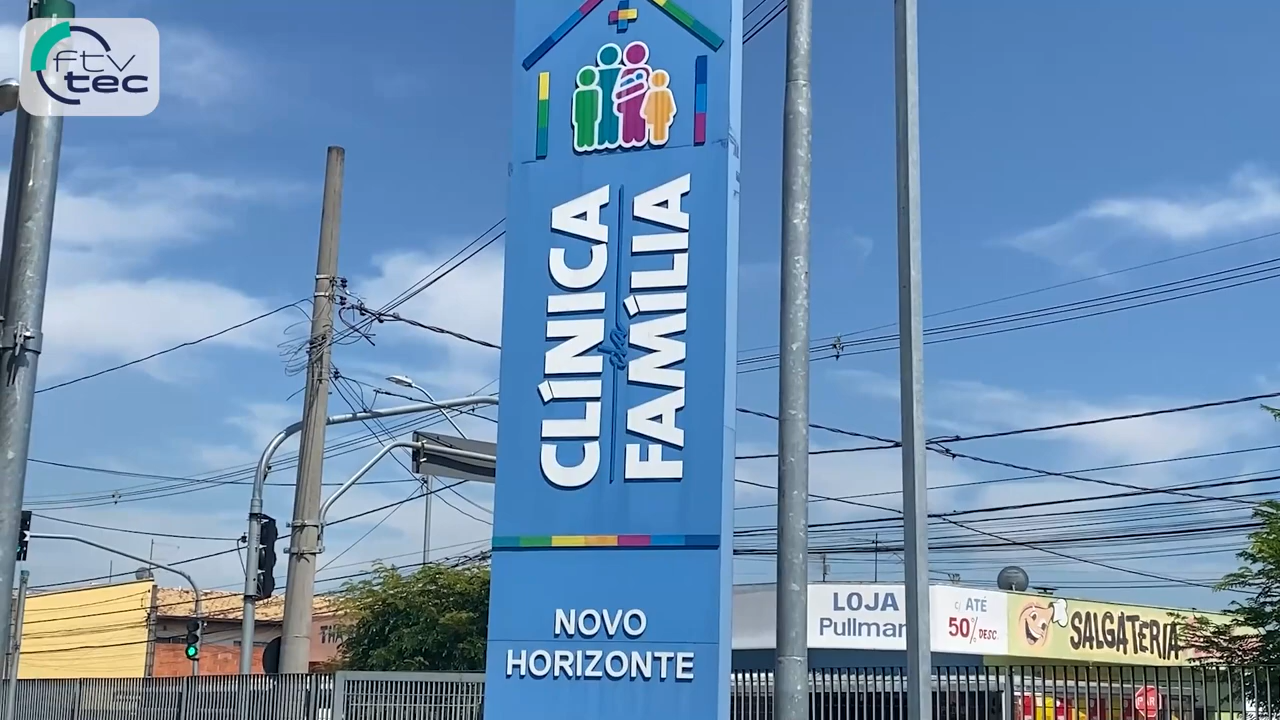 ftv
tec
CLÍNICA
da
FAMÍLIA
NOVO
HORIZONTE
LOJA
Pullman
c/ ATÉ
50% DESC.
SALGATERIA